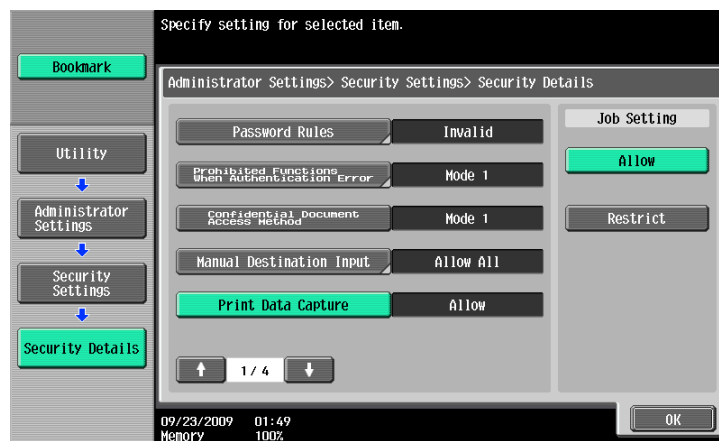 Specify setting for selected item.
Bookmark
Administrator Settings> Security Settings> Security Details
Utility
Administrator
Settings
Security
Settings
Security Details
Password Rules
Invalid
Prohibited Functions
When Authentication Error
Mode 1
Confidential Document
Access Method
Mode 1
Manual Destination Input
Allow All
Print Data Capture
Allow
1/ 4
Job Setting
Allow
Restrict
09/23/2009 01:49
Memory 100%
OK